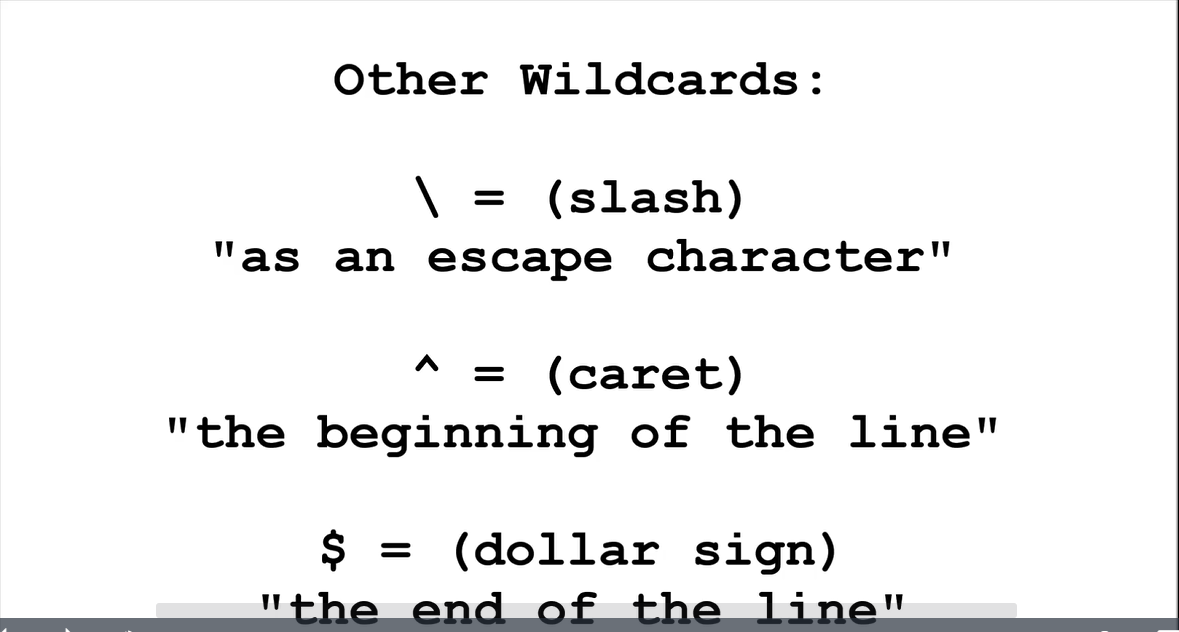 Other Wildcards:
\ = (slash)
"as an escape character"
^ = (caret)
"the beginning of the line"
$ = (dollar sign)
"the end of the line"